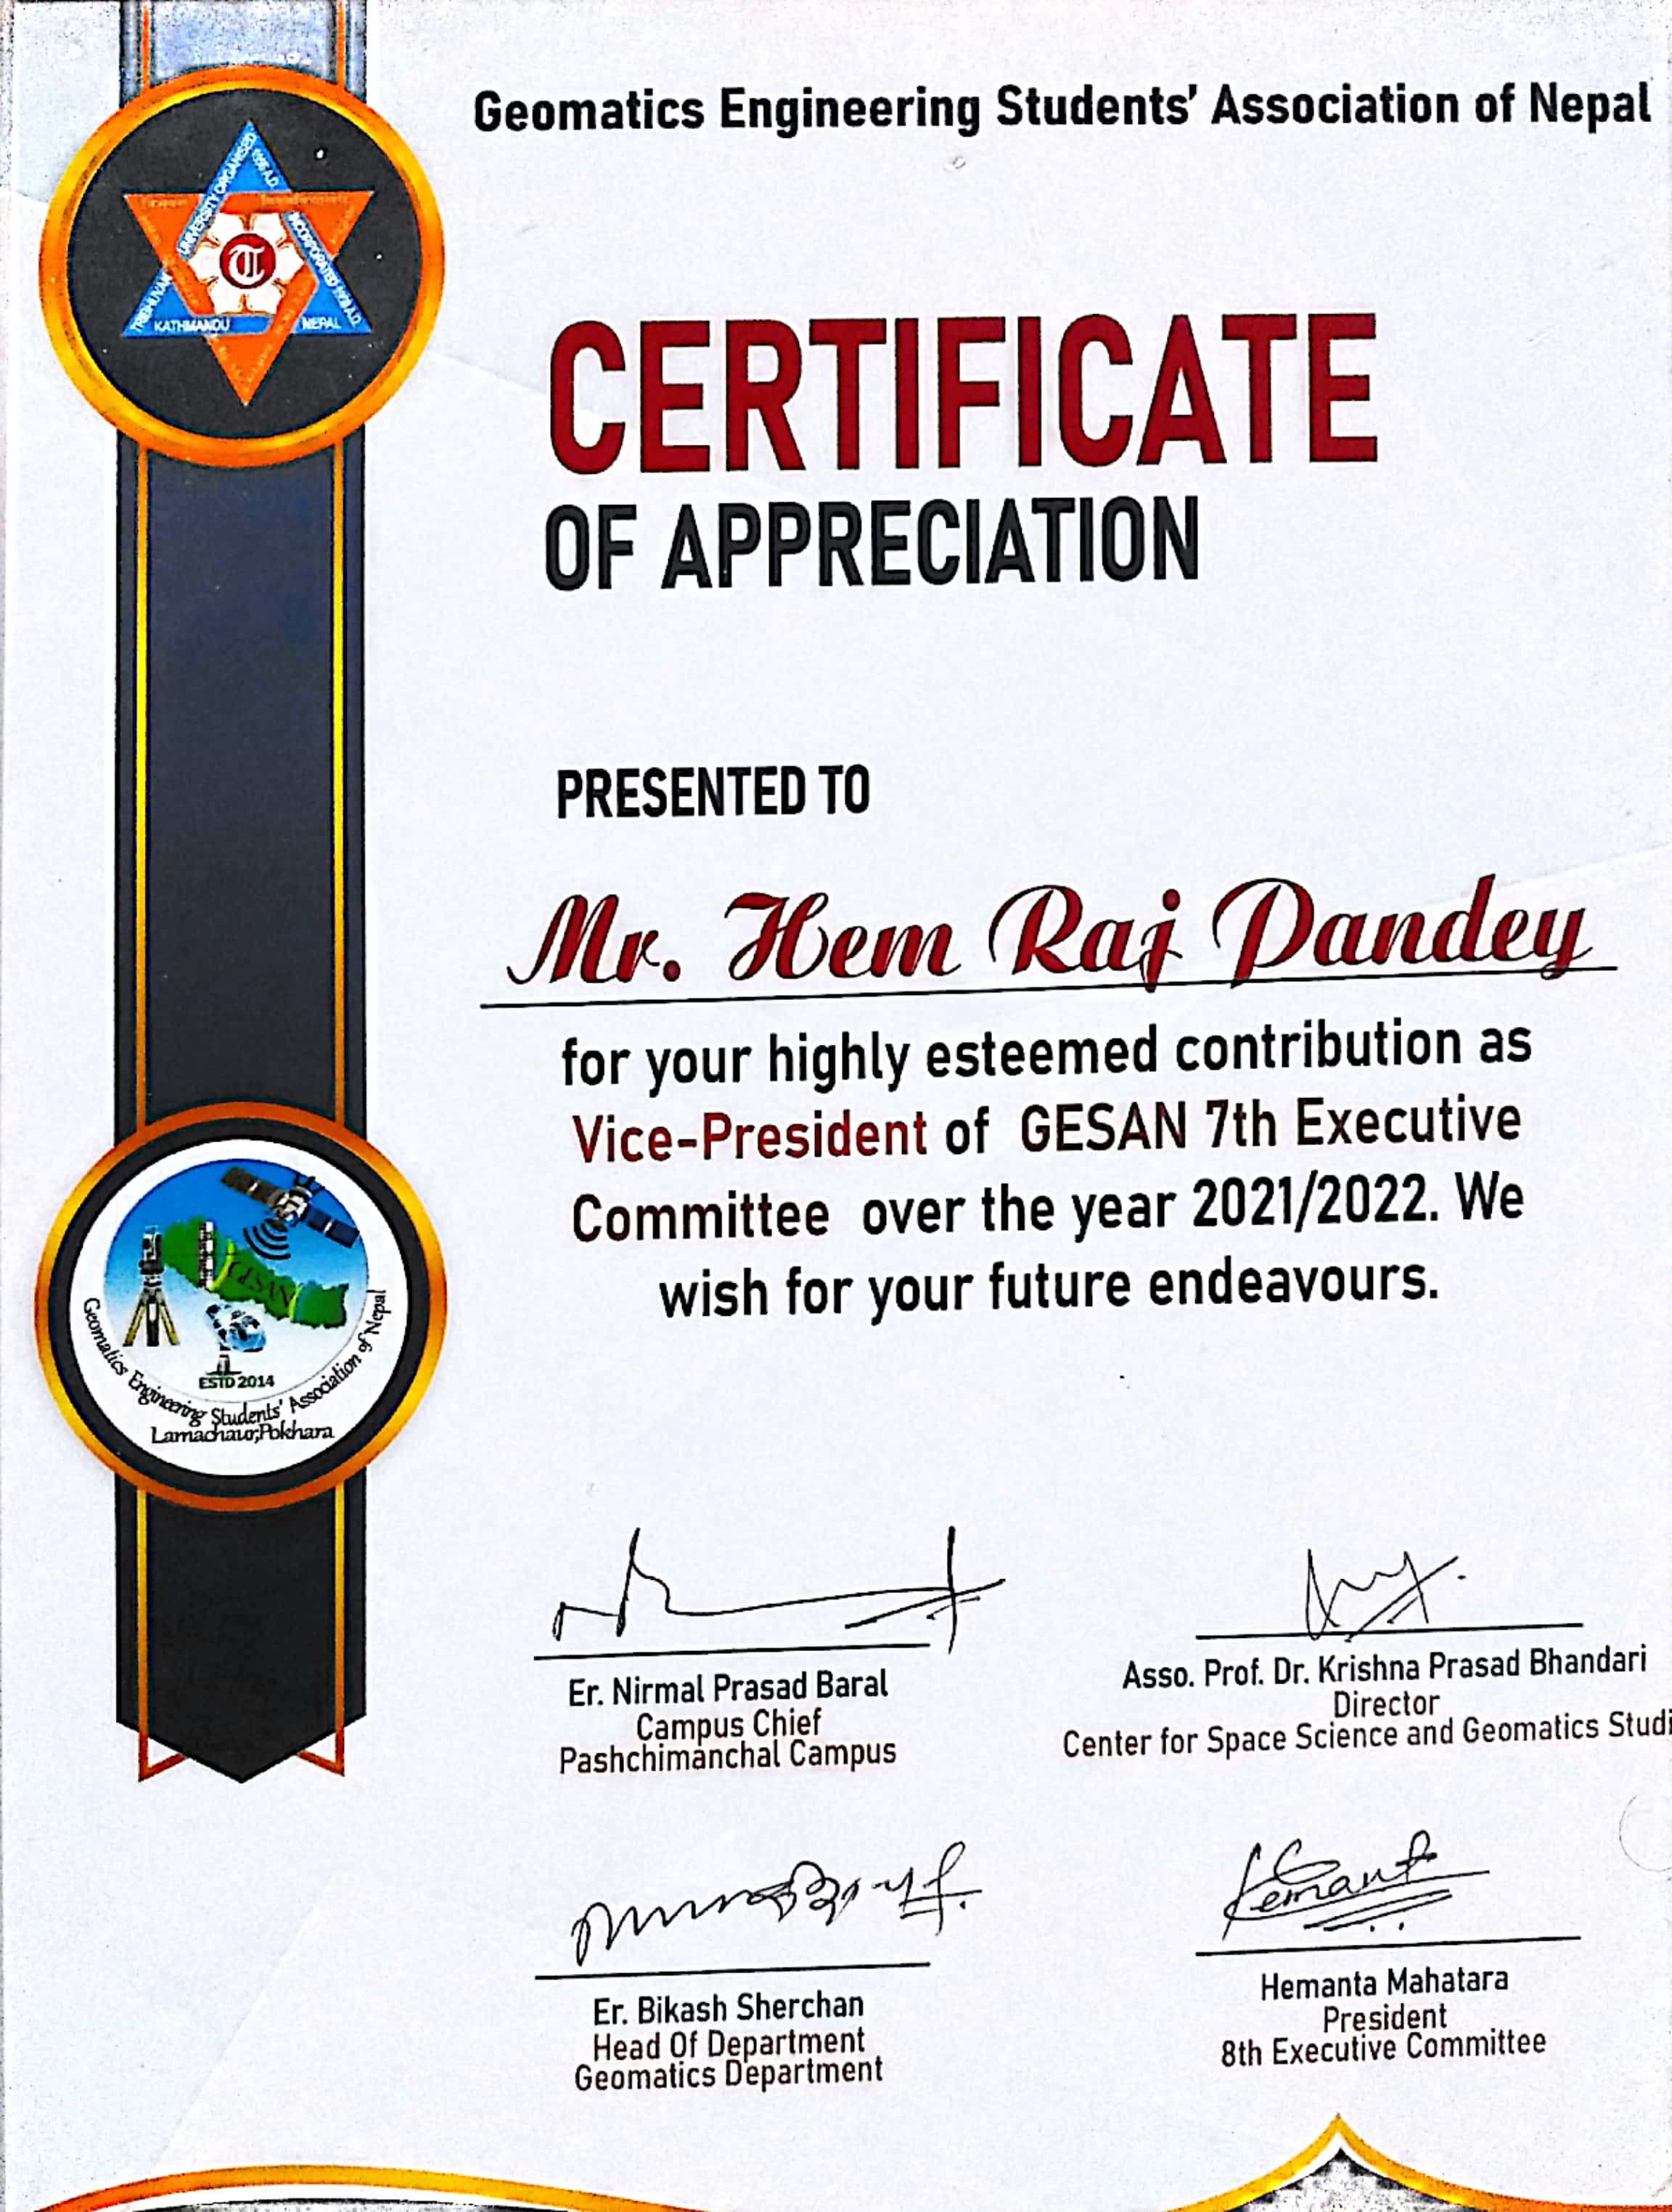 Geomatics Engineering Students' Association of Nepal
CERTIFICATE
OF APPRECIATION
PRESENTED TO
Mr. Hem Raj Pandey
for your highly esteemed contribution as
Vice-President of GESAN 7th Executive
Committee over the year 2021/2022. We
wish for your future endeavours.
TRIBHUVAN UNIVERSITY ORGANISED
INCORPORATED
KATHMANDU NEPAL
GESAN
ESTD 2014
Geomatics Engineering Students' Association of Nepal
Lamachaur,Pokhara
Er. Nirmal Prasad Baral
Campus Chief
Pashchimanchal Campus
Asso. Prof. Dr. Krishna Prasad Bhandari
Director
Center for Space Science and Geomatics Studi
Er. Bikash Sherchan
Head Of Department
Geomatics Department
Hemant
Hemanta Mahatara
President
8th Executive Committee